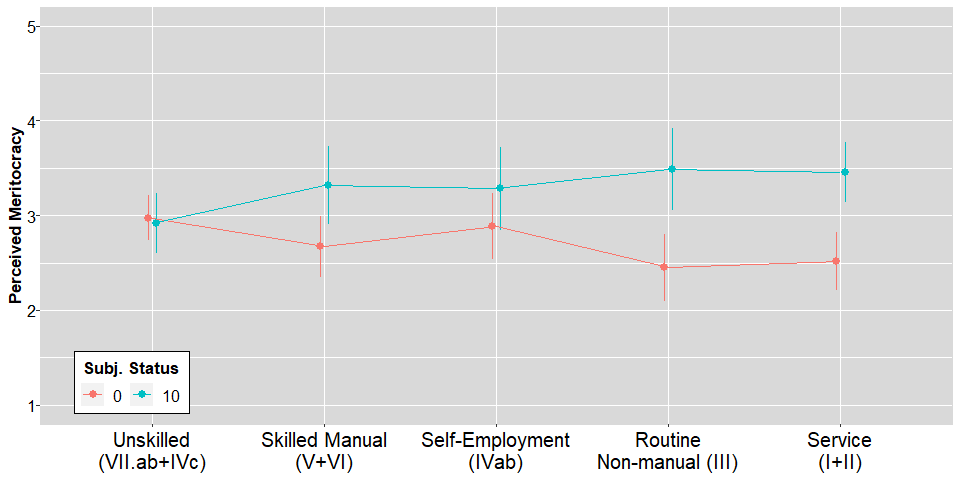 Perceived Meritocracy
5
4
3
2
1
Subj. Status
0 10
Unskilled
(VII.ab+IVc)
Skilled Manual
(V+VI)
Self-Employment
(IVab)
Routine
Non-manual (III)
Service
(I+II)